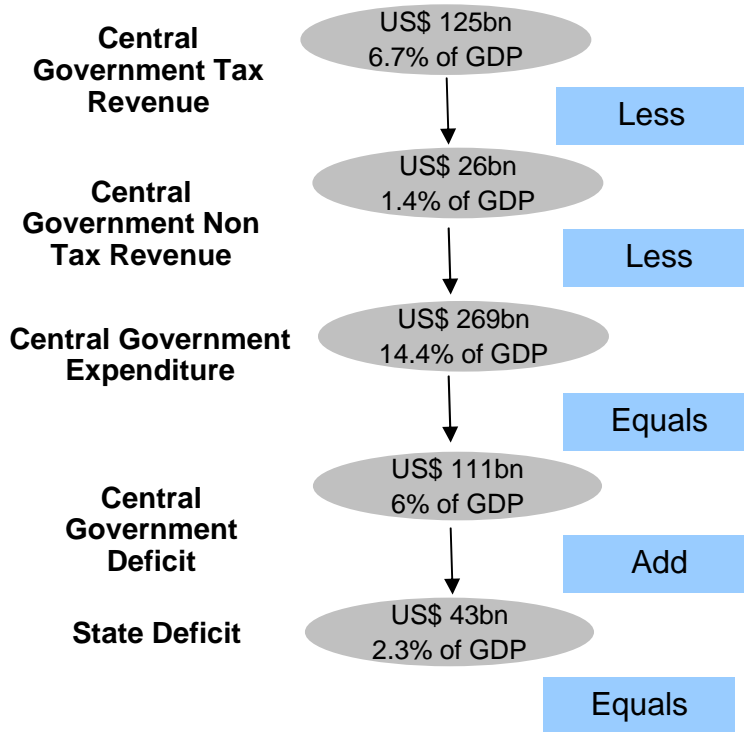 Central
Government Tax
Revenue
US$ 125bn
6.7% of GDP
Less
Central
Government Non
Tax Revenue
US$ 26bn
1.4% of GDP
Less
Central Government
Expenditure
US$ 269bn
14.4% of GDP
Equals
Central
Government
Deficit
US$ 111bn
6% of GDP
Add
State Deficit
US$ 43bn
2.3% of GDP
Equals